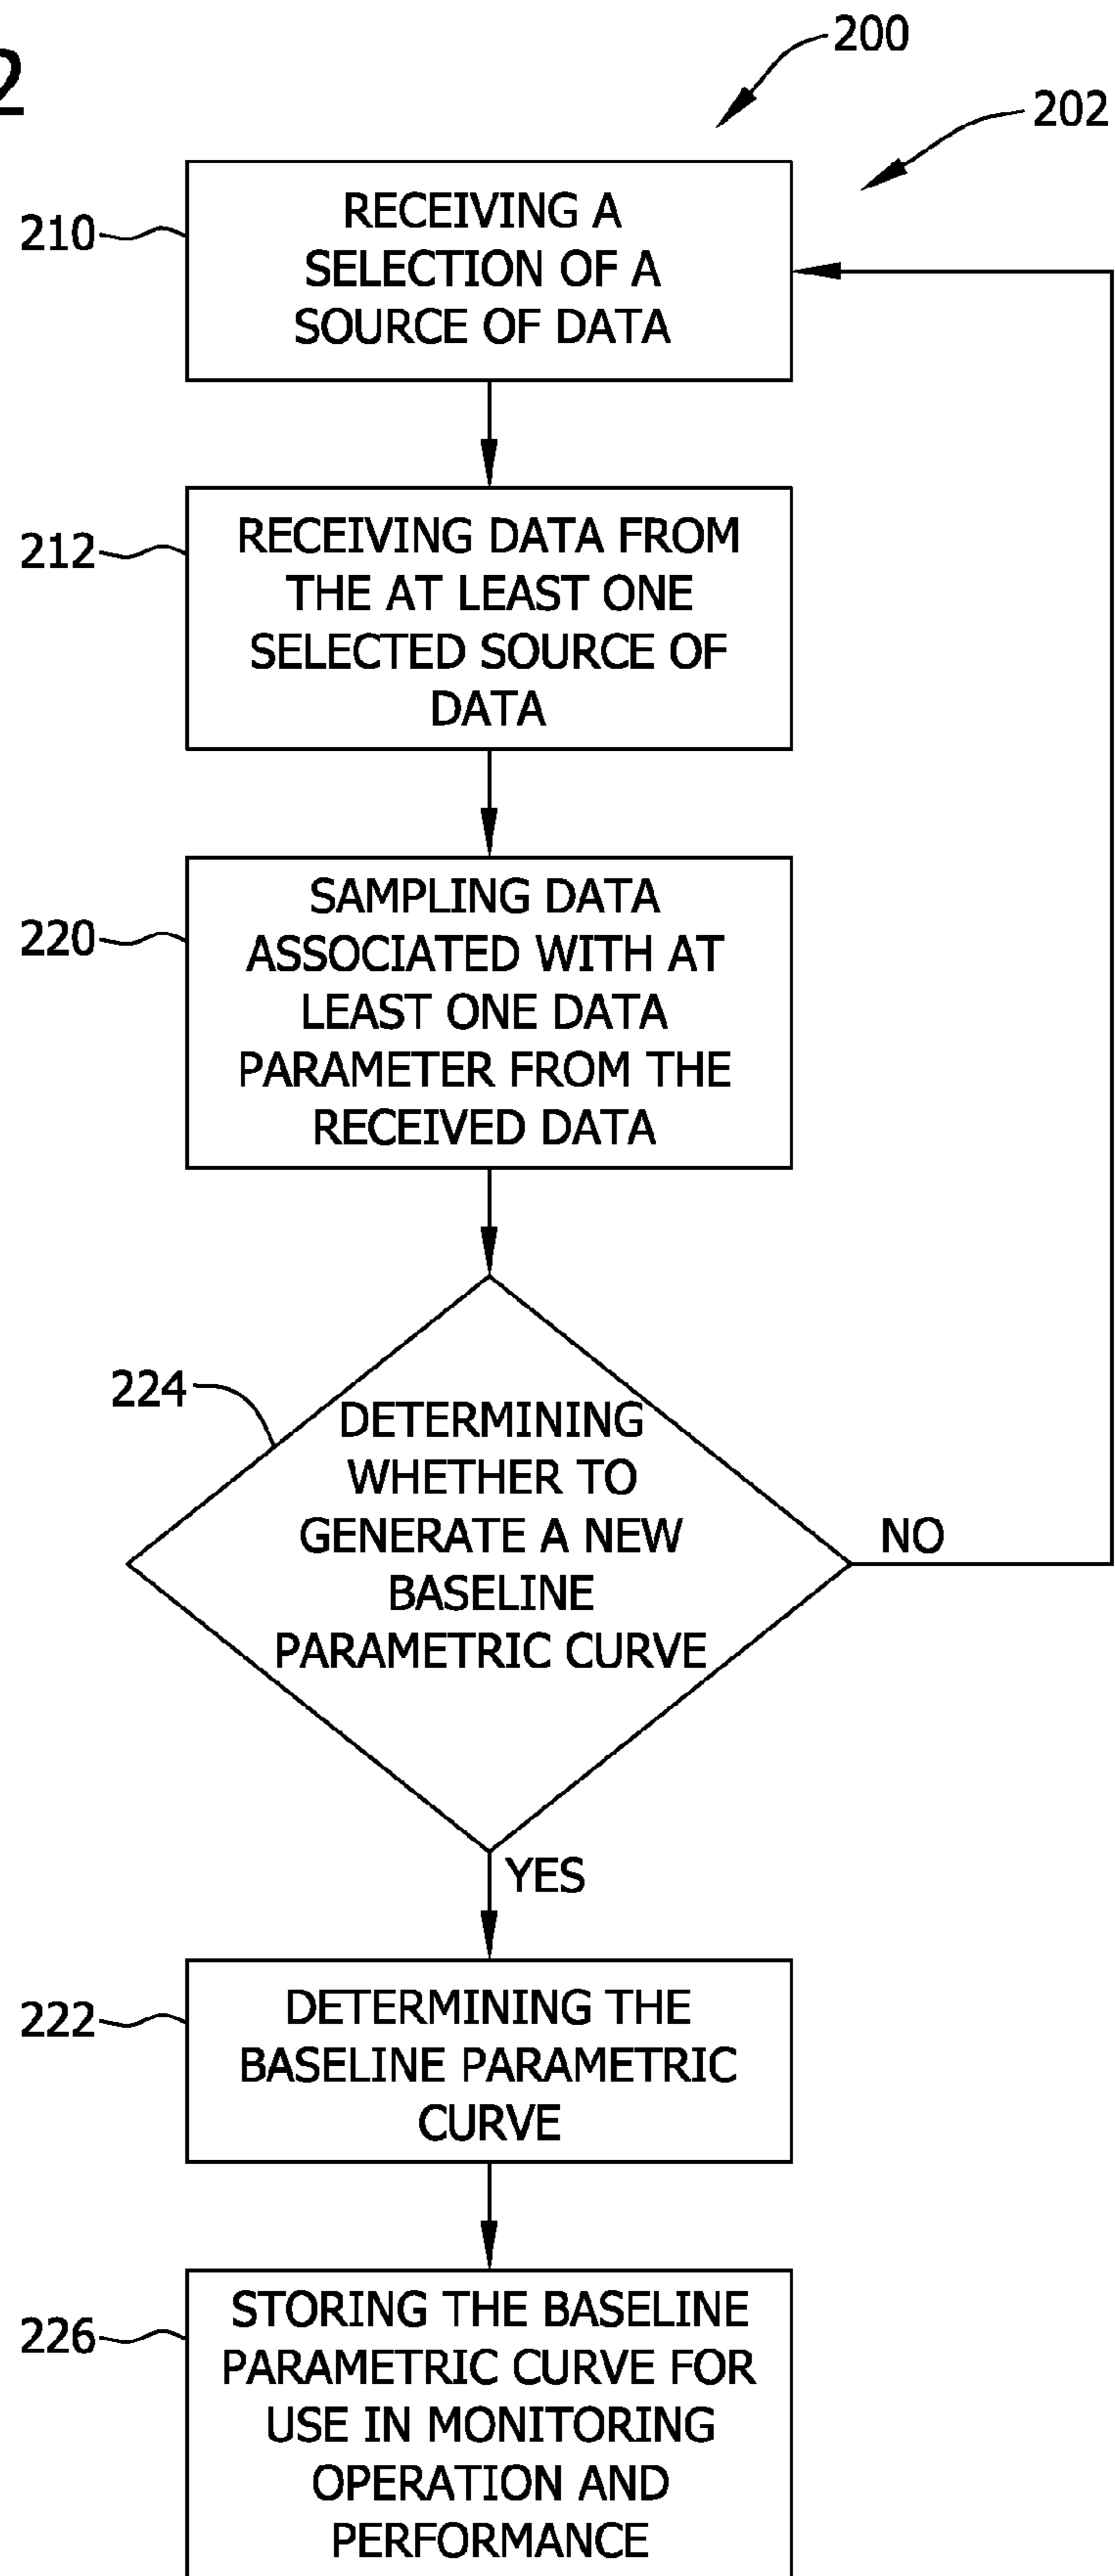 2
200
202
210
RECEIVING A
SELECTION OF A
SOURCE OF DATA
212
RECEIVING DATA FROM
THE AT LEAST ONE
SELECTED SOURCE OF
DATA
220
SAMPLING DATA
ASSOCIATED WITH AT
LEAST ONE DATA
PARAMETER FROM THE
RECEIVED DATA
224
DETERMINING
WHETHER TO
GENERATE A NEW
BASELINE
PARAMETRIC CURVE
NO
YES
222
DETERMINING THE
BASELINE PARAMETRIC
CURVE
226
STORING THE BASELINE
PARAMETRIC CURVE FOR
USE IN MONITORING
OPERATION AND
PERFORMANCE